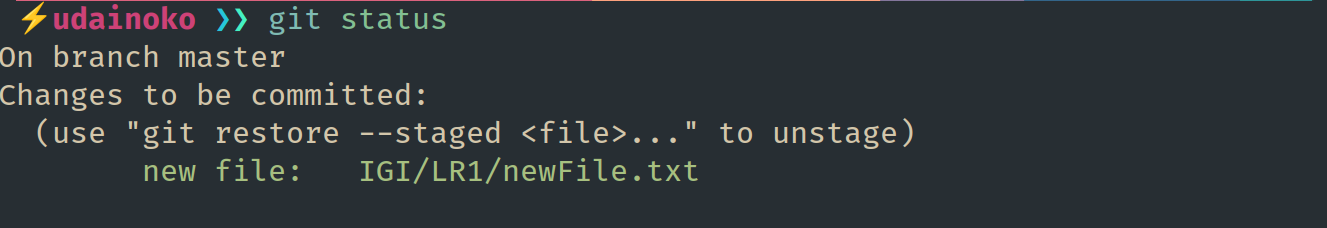 ⚡udainoko ❯❯ git status
On branch master
Changes to be committed:
  (use "git restore --staged <file>..." to unstage)
        new file:   IGI/LR1/newFile.txt